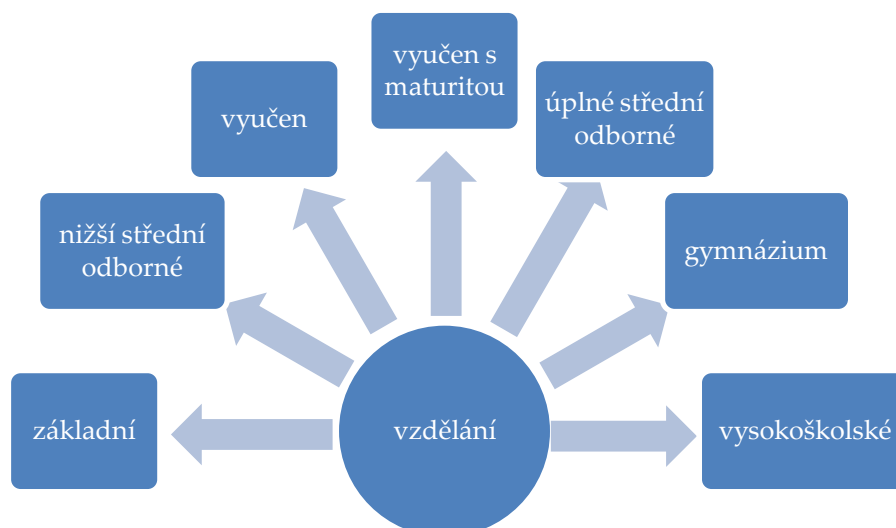 vyučen s
maturitou
vyučen
úplné střední
odborné
nižší střední
odborné
gymnázium
základní
vzdělání
vysokoškolské